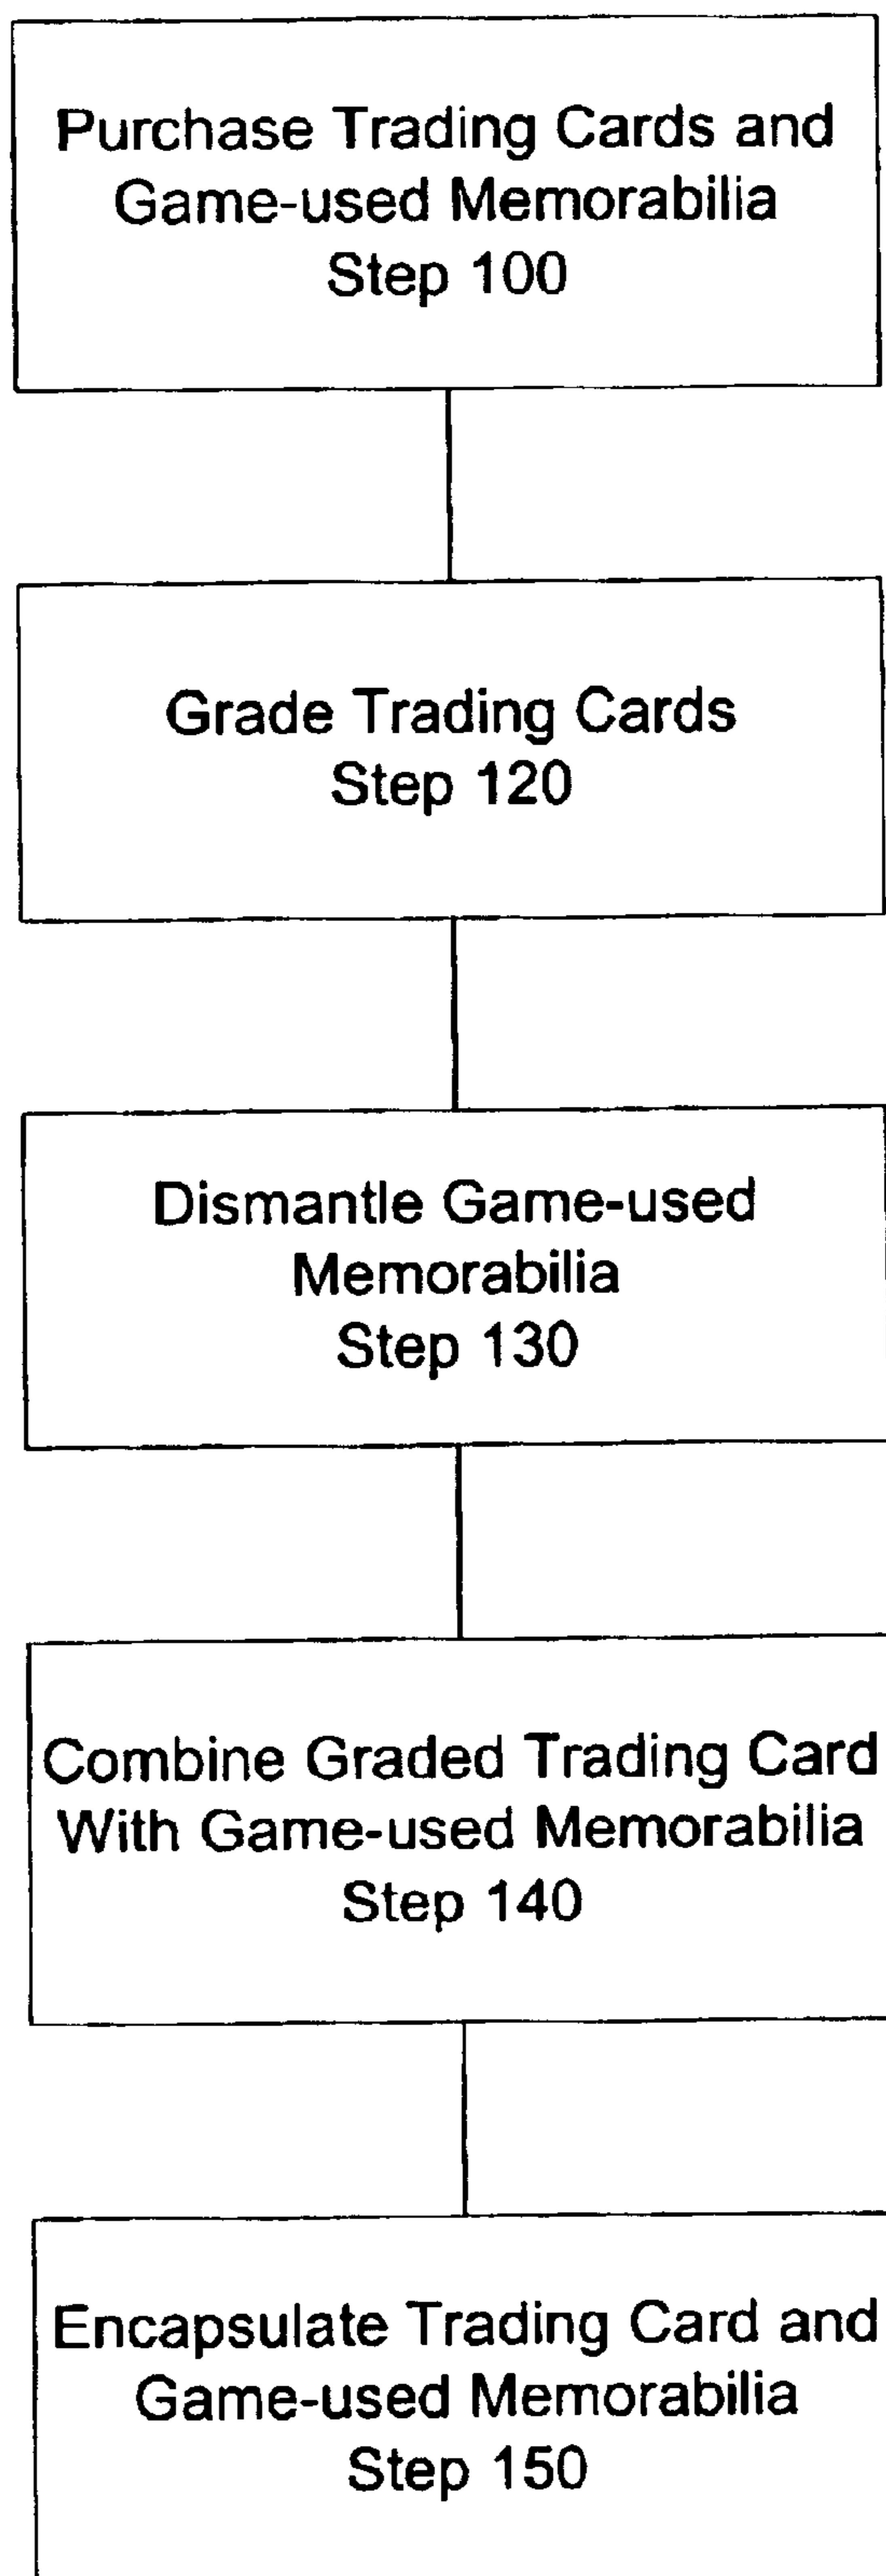 Purchase Trading Cards and
Game-used Memorabilia
Step 100
Grade Trading Cards
Step 120
Dismantle Game-used
Memorabilia
Step 130
Combine Graded Trading Card
With Game-used Memorabilia
Step 140
Encapsulate Trading Card and
Game-used Memorabilia
Step 150